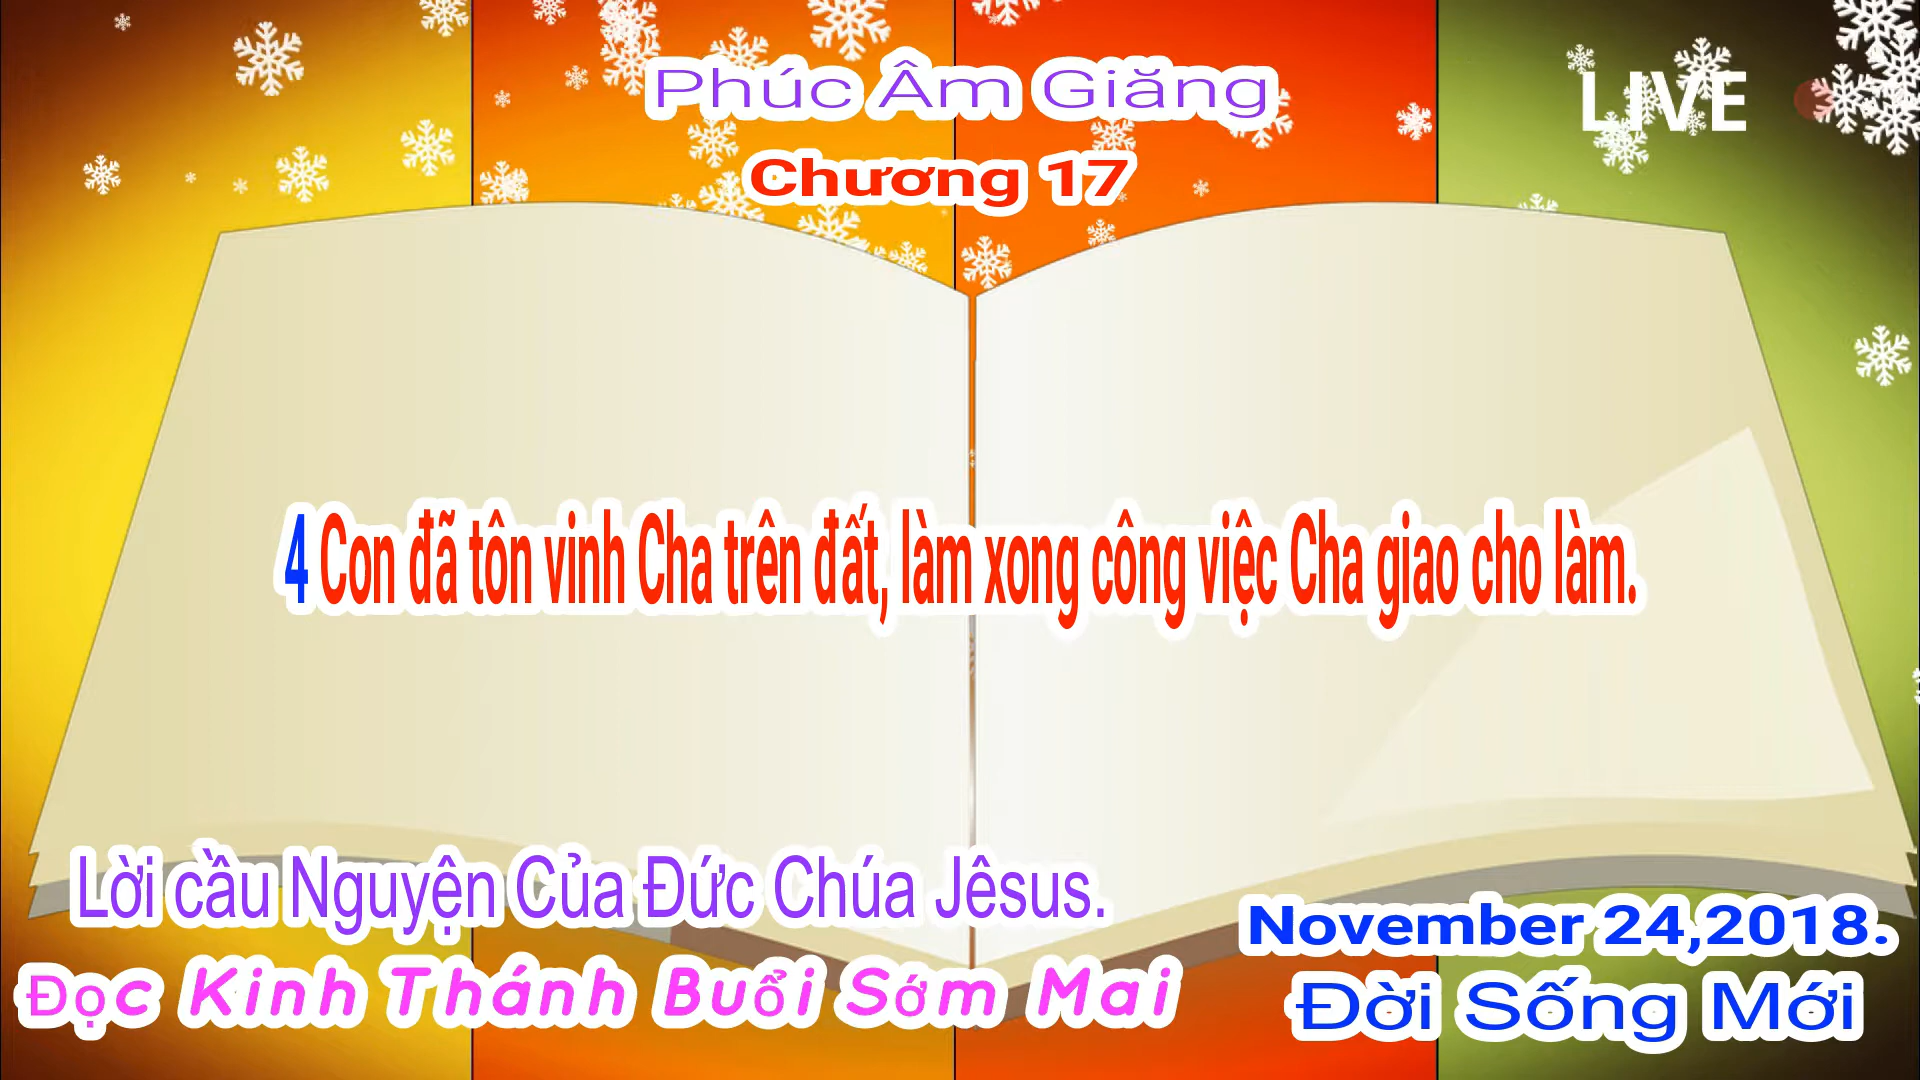 Phúc Âm Giăng
LIVE
Chương 17
4 Con đã tôn vinh Cha trên đất, làm xong công việc Cha giao cho làm.
Lời cầu Nguyện Của Đức Chúa Jêsus.
November 24,2018.
Đọc Kinh Thánh Buổi Sớm Mai
Đời Sống Mới